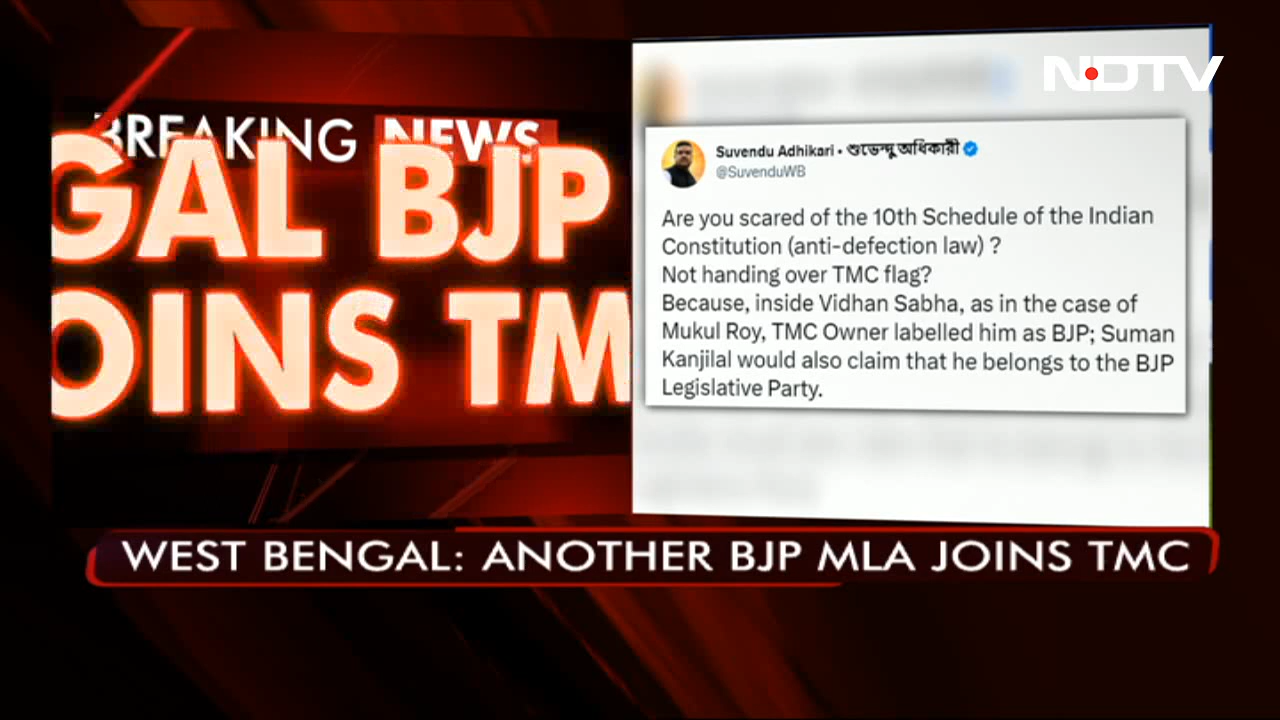 NDTV
BREAKING NEWS
GAL BJP
OINS TM
Suvendu Adhikari • শুভেন্দু অধিকারী
@SuvenduWB
Are you scared of the 10th Schedule of the Indian
Constitution (anti-defection law) ?
Not handing over TMC flag?
Because, inside Vidhan Sabha, as in the case of
Mukul Roy, TMC Owner labelled him as BJP; Suman
Kanjilal would also claim that he belongs to the BJP
Legislative Party.
WEST BENGAL: ANOTHER BJP MLA JOINS TMC